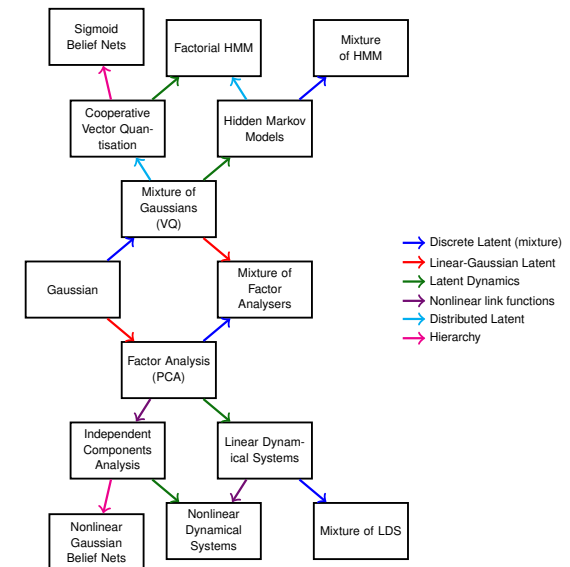 Sigmoid
Belief Nets
Factorial HMM
Mixture
of HMM
Cooperative
Vector Quan-
tisation
Hidden Markov
Models
Mixture of
Gaussians
(VQ)
Gaussian
Mixture of
Factor
Analysers
Discrete Latent (mixture)
Linear-Gaussian Latent
Latent Dynamics
Nonlinear link functions
Distributed Latent
Hierarchy
Factor Analysis
(PCA)
Independent
Components
Analysis
Linear Dynam-
ical Systems
Nonlinear
Gaussian
Belief Nets
Nonlinear
Dynamical
Systems
Mixture of LDS